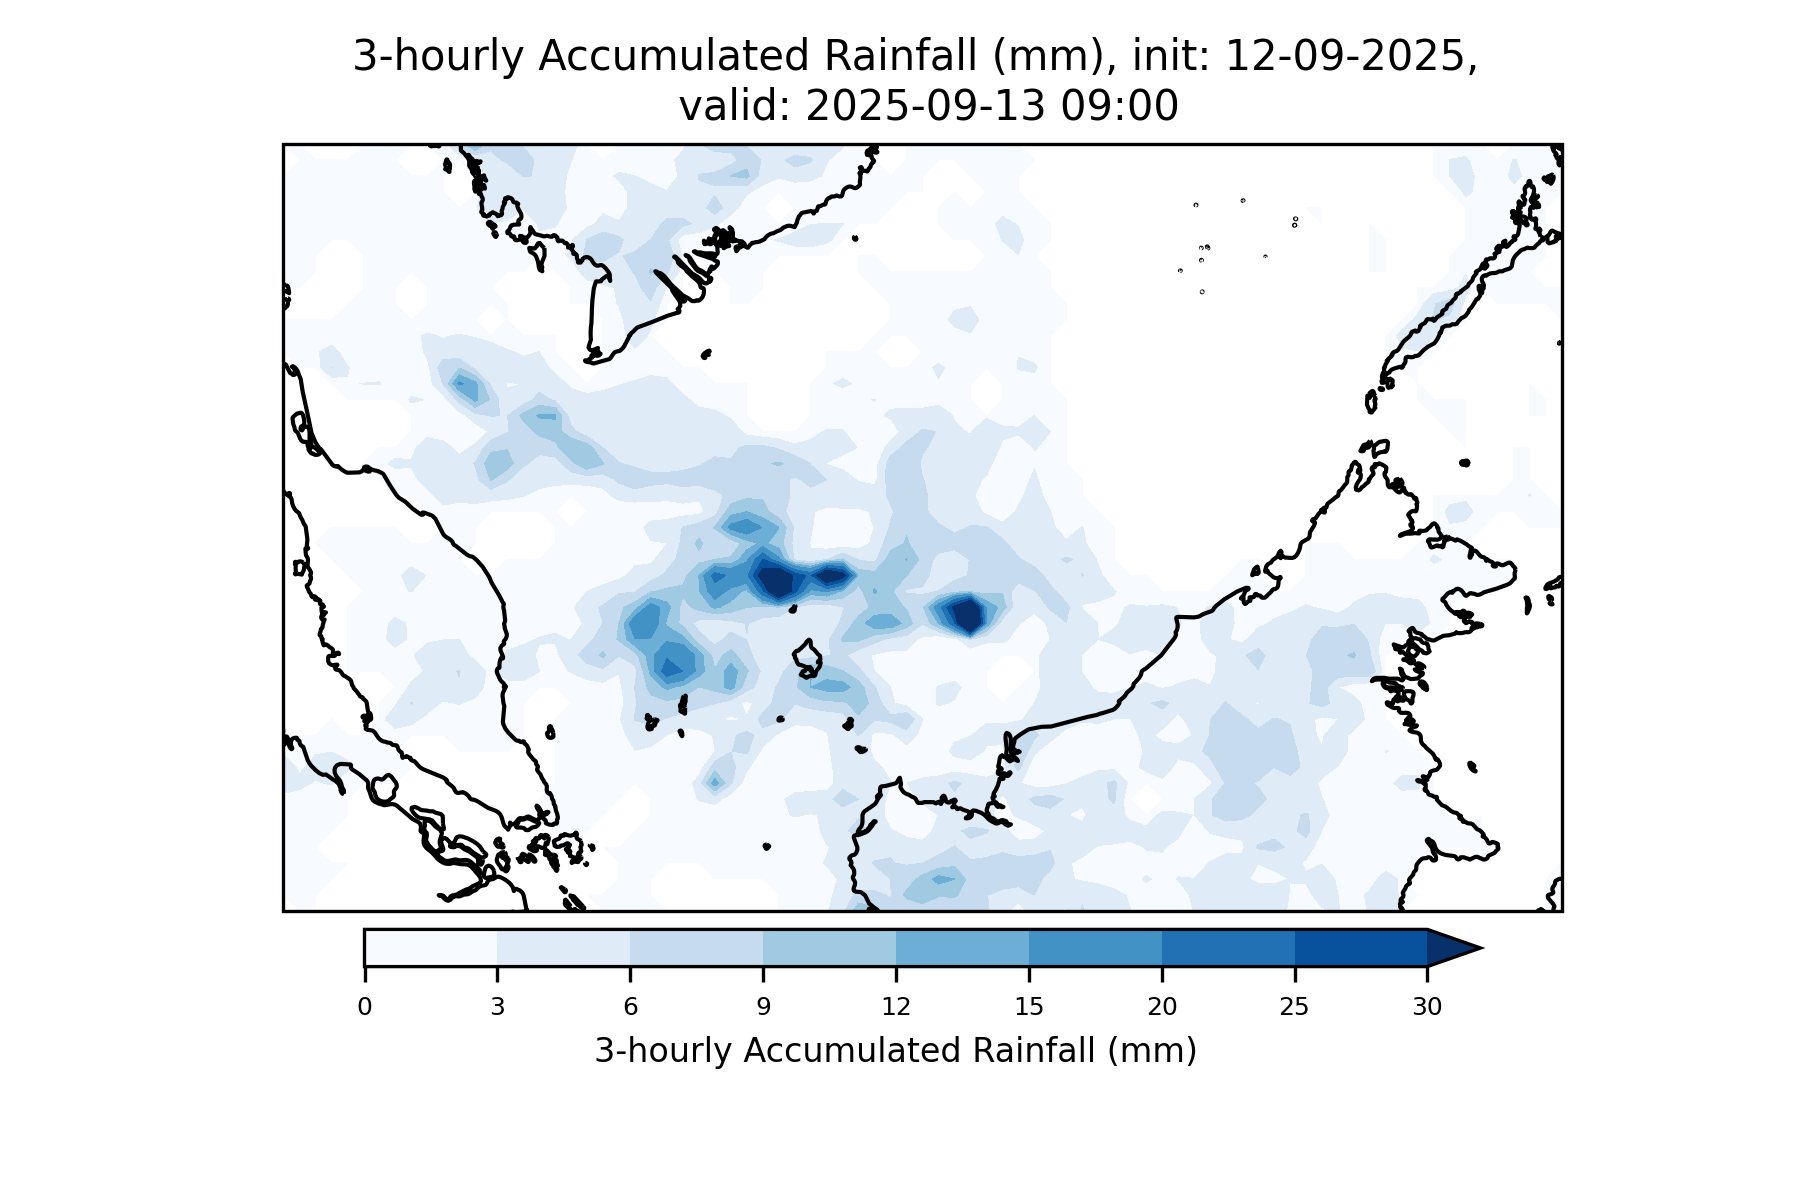 3-hourly Accumulated Rainfall (mm), init: 12-09-2025,
valid: 2025-09-13 09:00
0 3 6 9 12 15 20 25 30
3-hourly Accumulated Rainfall (mm)